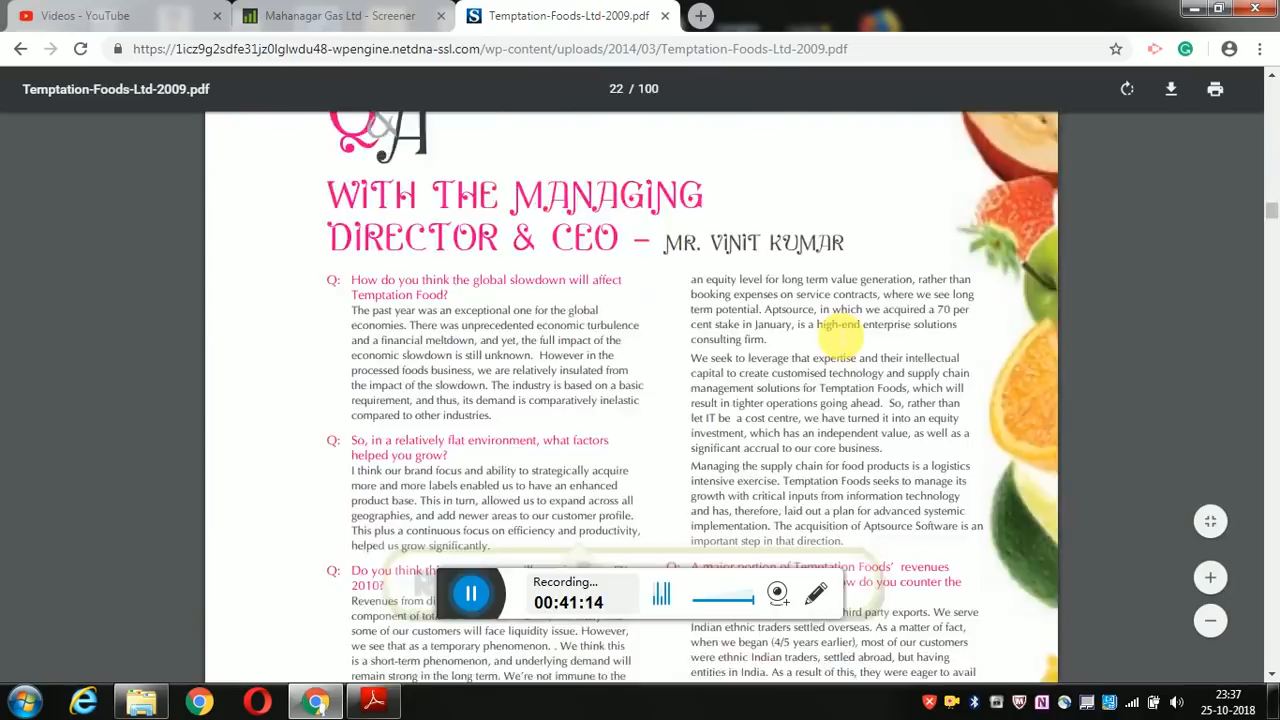 Videos - YouTube
Mahanagar Gas Ltd - Screener
Temptation-Foods-Ltd-2009.pdf
https://1icz9g2sdfe31jz0lglwdu48-wpengine.netdna-ssl.com/wp-content/uploads/2014/03/Temptation-Foods-Ltd-2009.pdf
Temptation-Foods-Ltd-2009.pdf
22 / 100
Q&A
WITH THE MANAGING
DIRECTOR & CEO – MR. VINIT KUMAR
Q: How do you think the global slowdown will affect
Temptation Food?
The past year was an exceptional one for the global
economies. There was unprecedented economic turbulence
and a financial meltdown, and yet, the full impact of the
economic slowdown is still unknown. However in the
processed foods business, we are relatively insulated from
the impact of the slowdown. The industry is based on a basic
requirement, and thus, its demand is comparatively inelastic
compared to other industries.
Q: So, in a relatively flat environment, what factors
helped you grow?
I think our brand focus and ability to strategically acquire
more and more labels enabled us to have an enhanced
product base. This in turn, allowed us to expand across all
geographies, and add newer areas to our customer profile.
This plus a continuous focus on efficiency and productivity,
helped us grow significantly.
Q: Do you think thi
2010?
Revenues from di
component of tot
some of our customers will face liquidity issue. However,
we see that as a temporary phenomenon. . We think this
is a short-term phenomenon, and underlying demand will
remain strong in the long term. We're not immune to the
an equity level for long term value generation, rather than
booking expenses on service contracts, where we see long
term potential. Aptsource, in which we acquired a 70 per
cent stake in January, is a high-end enterprise solutions
consulting firm.
We seek to leverage that expertise and their intellectual
capital to create customised technology and supply chain
management solutions for Temptation Foods, which will
result in tighter operations going ahead. So, rather than
let IT be a cost centre, we have turned it into an equity
investment, which has an independent value, as well as a
significant accrual to our core business.
Managing the supply chain for food products is a logistics
intensive exercise. Temptation Foods seeks to manage its
growth with critical inputs from information technology
and has, therefore, laid out a plan for advanced systemic
implementation. The acquisition of Aptsource Software is an
important step in that direction.
Q: A major portion of Temptation Foods' revenues
ow do you counter the
hird party exports. We serve
Indian ethnic traders settled overseas. As a matter of fact,
when we began (4/5 years earlier), most of our customers
were ethnic Indian traders, settled abroad, but having
entities in India. As a result of this, they were eager to avail
Recording...
00:41:14
23:37
25-10-2018